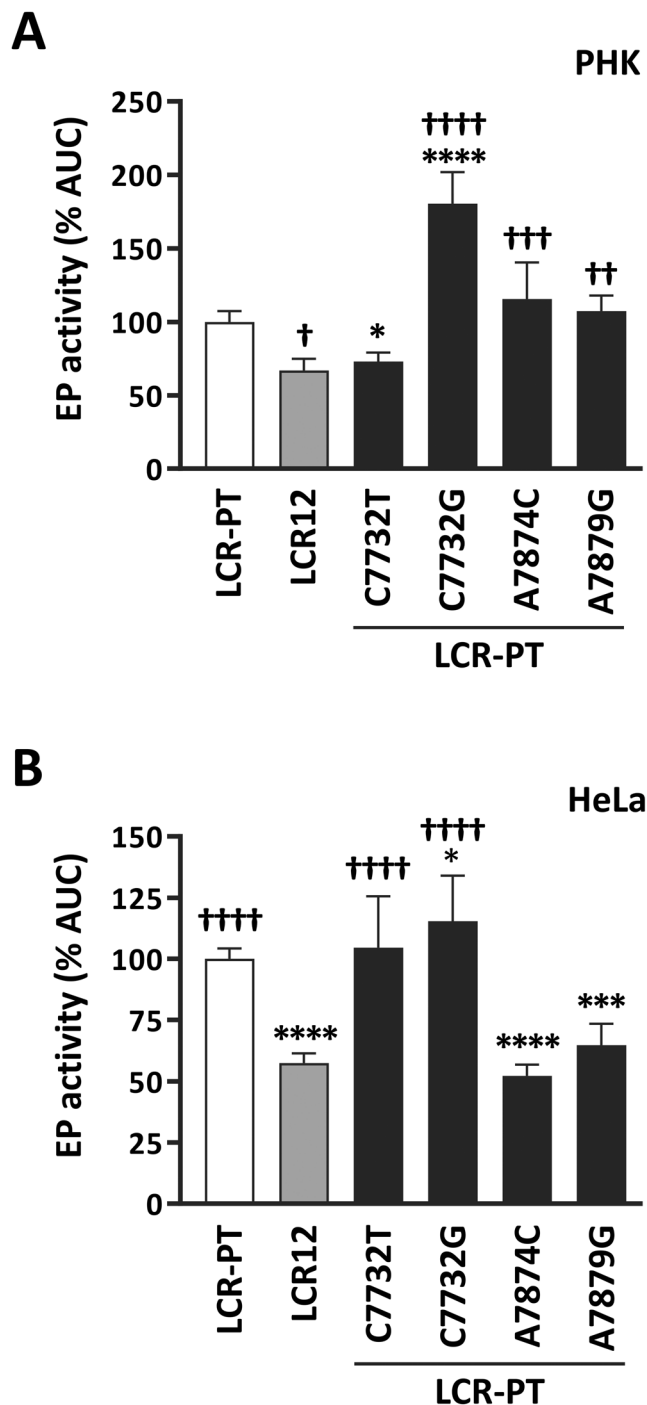 A
PHK
EP activity (% AUC)
250
200
150
100
50
0
†
*
††††
****
†††
††
LCR-PT
LCR12
C7732T
C7732G
A7874C
A7879G
LCR-PT
B
HeLa
EP activity (% AUC)
150
125
100
75
50
25
0
††††
****
††††
††††
*
****
***
LCR-PT
LCR12
C7732T
C7732G
A7874C
A7879G
LCR-PT